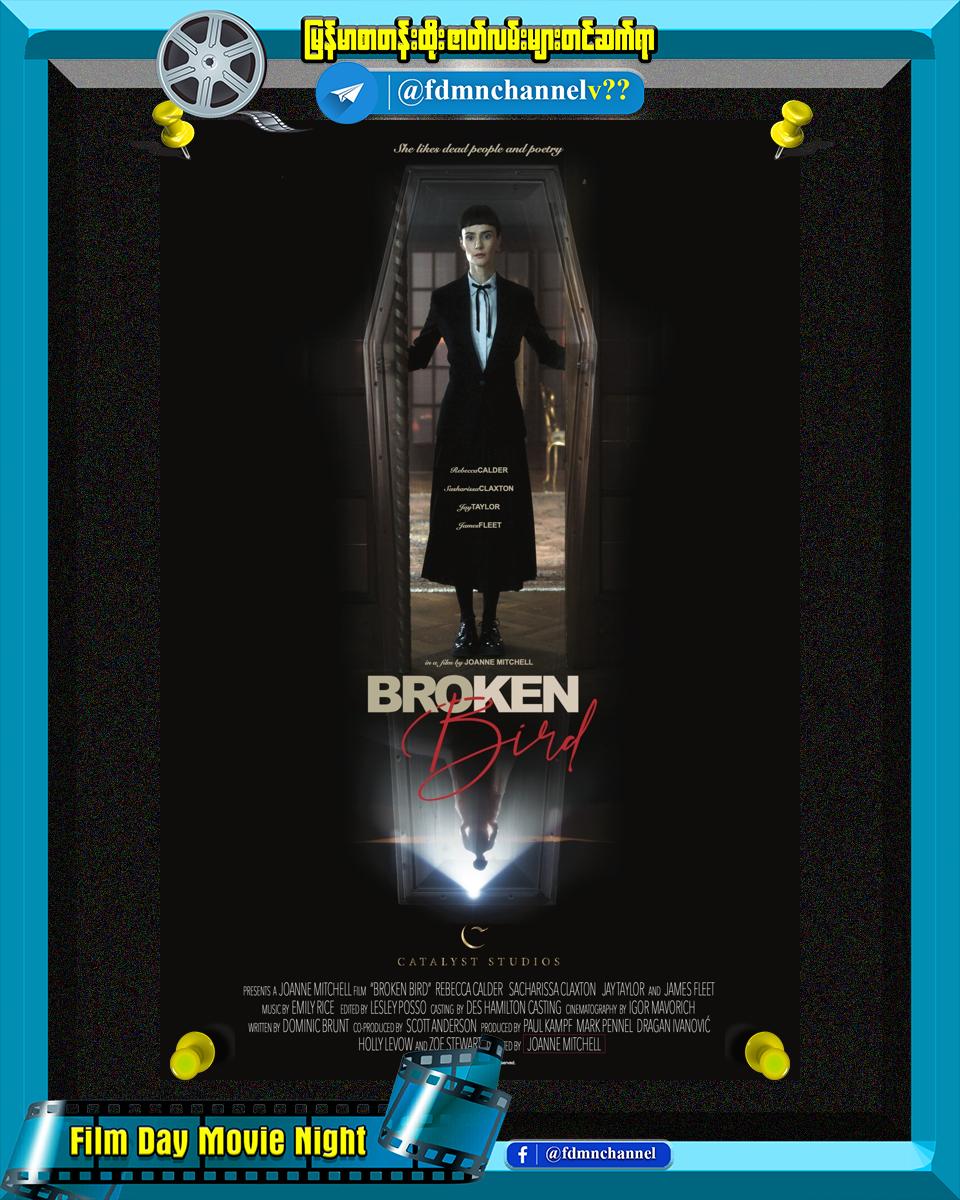 မြန်မာစာတန်းထိုးဇာတ်လမ်းများတင်ဆက်ရာ
@fdmnchannelv??
She likes dead people and poetry
Rebecca CALDER
Sacharissa CLAXTON
Jay TAYLOR
James FLEET
in a film by JOANNE MITCHELL
BROKEN
Bird
CATALYST STUDIOS
PRESENTS A JOANNE MITCHELL FILM "BROKEN BIRD" REBECCA CALDER SACHARISSA CLAXTON JAY TAYLOR AND JAMES FLEET
MUSIC BY EMILY RICE EDITED BY LESLEY POSSO CASTING BY DES HAMILTON CASTING CINEMATOGRAPHY BY IGOR MAVORICH
WRITTEN BY DOMINIC BRUNT CO-PRODUCED BY SCOTT ANDERSON PRODUCED BY PAUL KAMPF MARK PENNEL DRAGAN IVANOVIĆ
HOLLY LEVOW AND ZOE STEWART JOANNE MITCHELL
Film Day Movie Night
@fdmnchannel